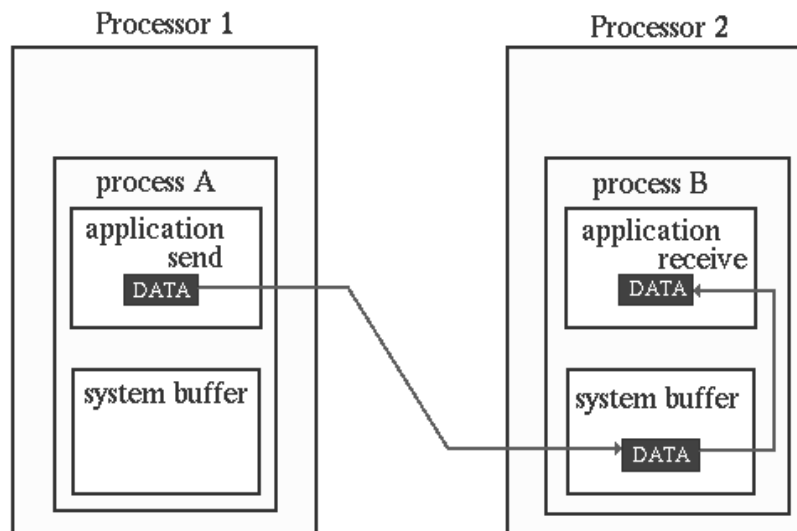 Processor 1
process A
application
send
DATA
system buffer
Processor 2
process B
application
receive
DATA
system buffer
DATA